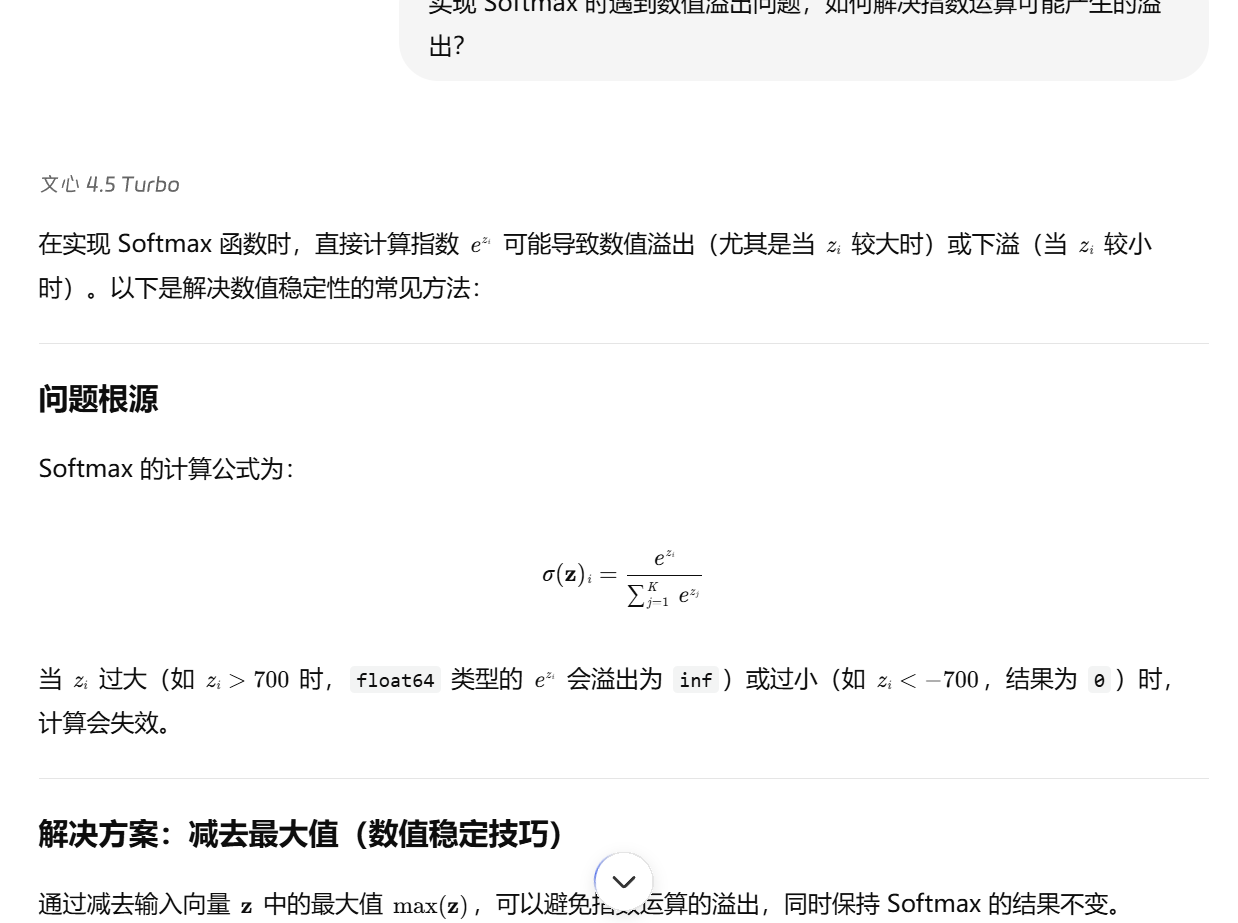 实现 Softmax 时遇到数值溢出问题，如何解决指数运算可能产生的溢
出？
文心 4.5 Turbo
在实现 Softmax 函数时，直接计算指数 e^{z_i} 可能导致数值溢出（尤其是当 z_i 较大时）或下溢（当 z_i 较小
时）。以下是解决数值稳定性的常见方法：
问题根源
Softmax 的计算公式为：
σ(𝐳)_i = \frac{e^{z_i}}{\sum_{j=1}^{K} e^{z_j}}
当 z_i 过大（如 z_i > 700 时， float64 类型的 e^{z_i} 会溢出为 inf ）或过小（如 z_i < −700，结果为 0 ）时，
计算会失效。
解决方案：减去最大值（数值稳定技巧）
通过减去输入向量 𝐳 中的最大值 max(𝐳)，可以避免指数运算的溢出，同时保持 Softmax 的结果不变。